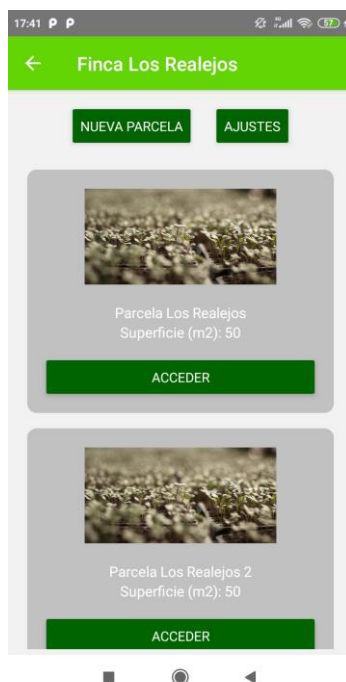 17:41 P P
57
Finca Los Realejos
NUEVA PARCELA AJUSTES
Parcela Los Realejos
Superficie (m2): 50
ACCEDER
Parcela Los Realejos 2
Superficie (m2): 50
ACCEDER